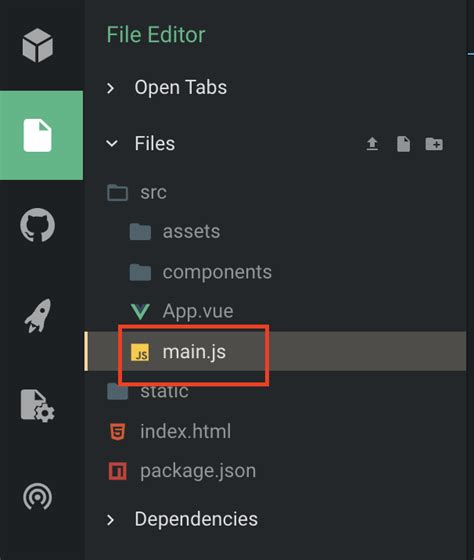 File Editor
Open Tabs
Files
src
assets
components
App.vue
JS main.js
static
index.html
package.json
Dependencies